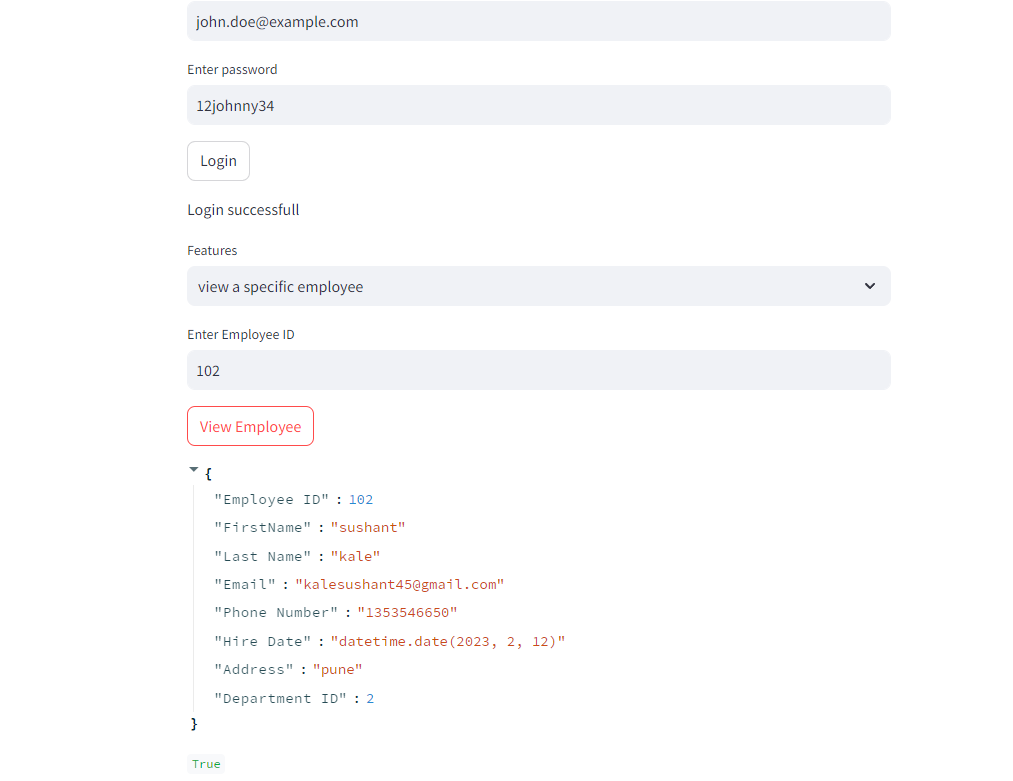 john.doe@example.com
Enter password
12johnny34
Login
Login successfull
Features
view a specific employee
Enter Employee ID
102
View Employee
{
"Employee ID" : 102
"FirstName" : "sushant"
"Last Name" : "kale"
"Email" : "kalesushant45@gmail.com"
"Phone Number" : "1353546650"
"Hire Date" : "datetime.date(2023, 2, 12)"
"Address" : "pune"
"Department ID" : 2
}
True